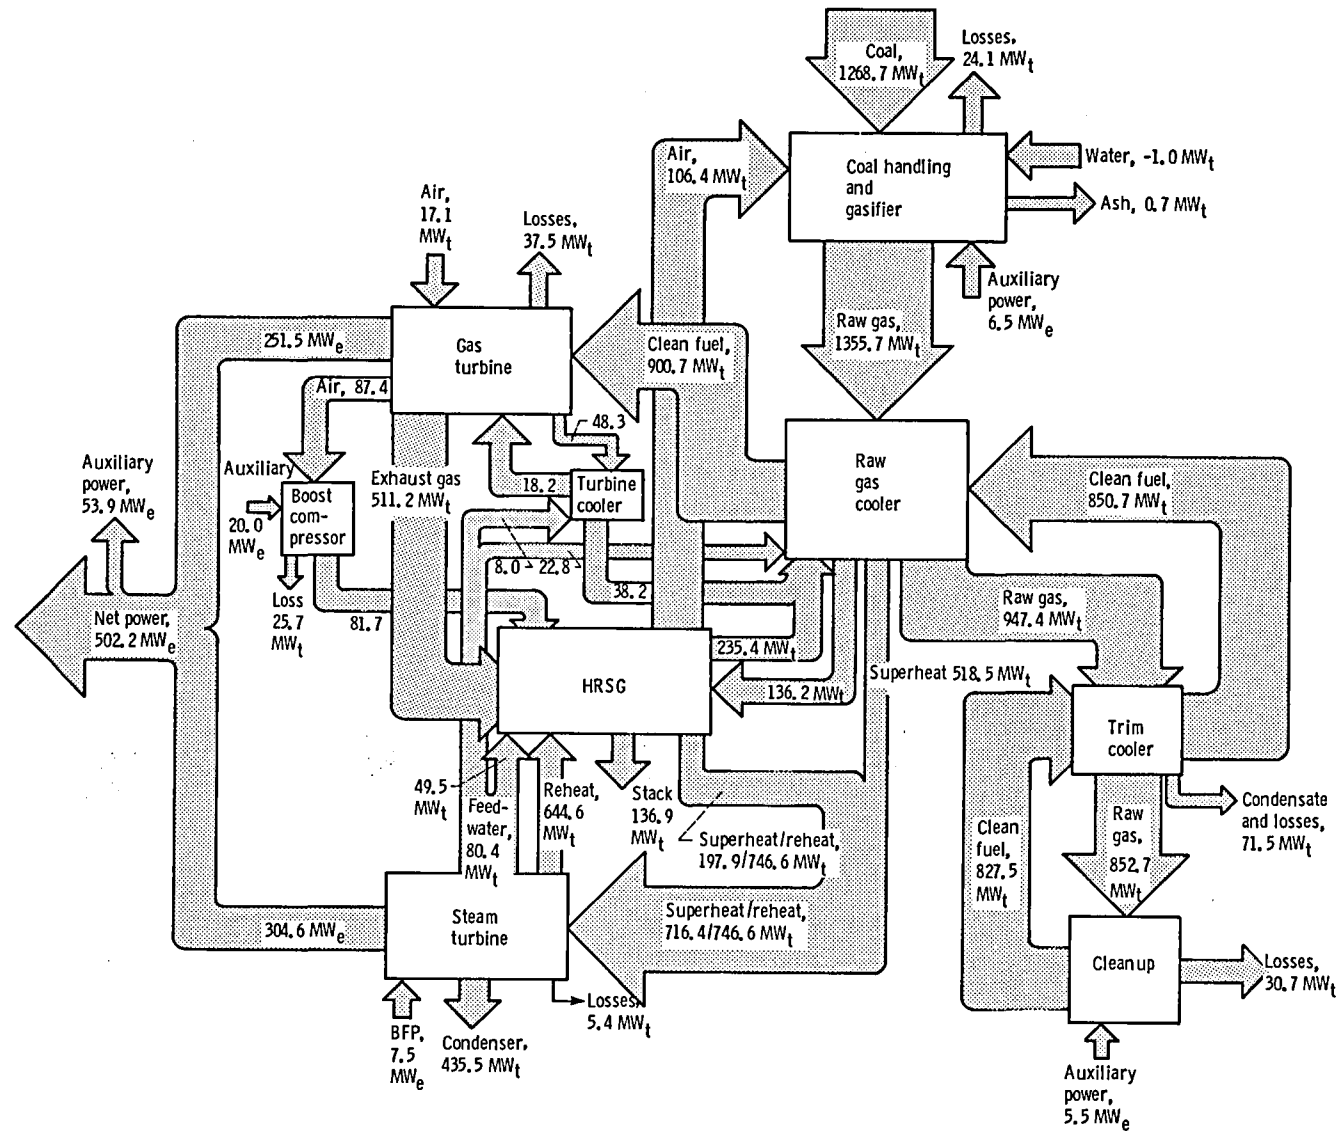 Coal,
1268.7 MWt
Losses,
24.1 MWt
Air,
106.4 MWt
Coal handling
and
gasifier
Water, -1.0 MWt
Ash, 0.7 MWt
Auxiliary
power,
6.5 MWe
Air,
17.1
MWt
Losses,
37.5 MWt
251.5 MWe
Gas
turbine
Clean fuel,
900.7 MWt
Raw gas,
1355.7 MWt
Air, 87.4
48.3
Auxiliary
power,
53.9 MWe
Auxiliary
20.0
MWe
Boost
com-
pressor
Exhaust gas
511.2 MWt
18.2
Turbine
cooler
Raw
gas
cooler
Clean fuel,
850.7 MWt
8.0
22.8
38.2
Loss
25.7
MWt
81.7
Net power,
502.2 MWe
Raw gas,
947.4 MWt
235.4 MWt
HRSG
136.2 MWt
Superheat 518.5 MWt
Trim
cooler
49.5
MWt
Feed-
water,
80.4
MWt
Reheat,
644.6
MWt
Stack
136.9
MWt
Superheat/reheat,
197.9/746.6 MWt
Clean
fuel,
827.5
MWt
Raw
gas,
852.7
MWt
Condensate
and losses,
71.5 MWt
304.6 MWe
Steam
turbine
Superheat/reheat,
716.4/746.6 MWt
Cleanup
Losses,
30.7 MWt
BFP,
7.5
MWe
Condenser,
435.5 MWt
Losses,
5.4 MWt
Auxiliary
power,
5.5 MWe